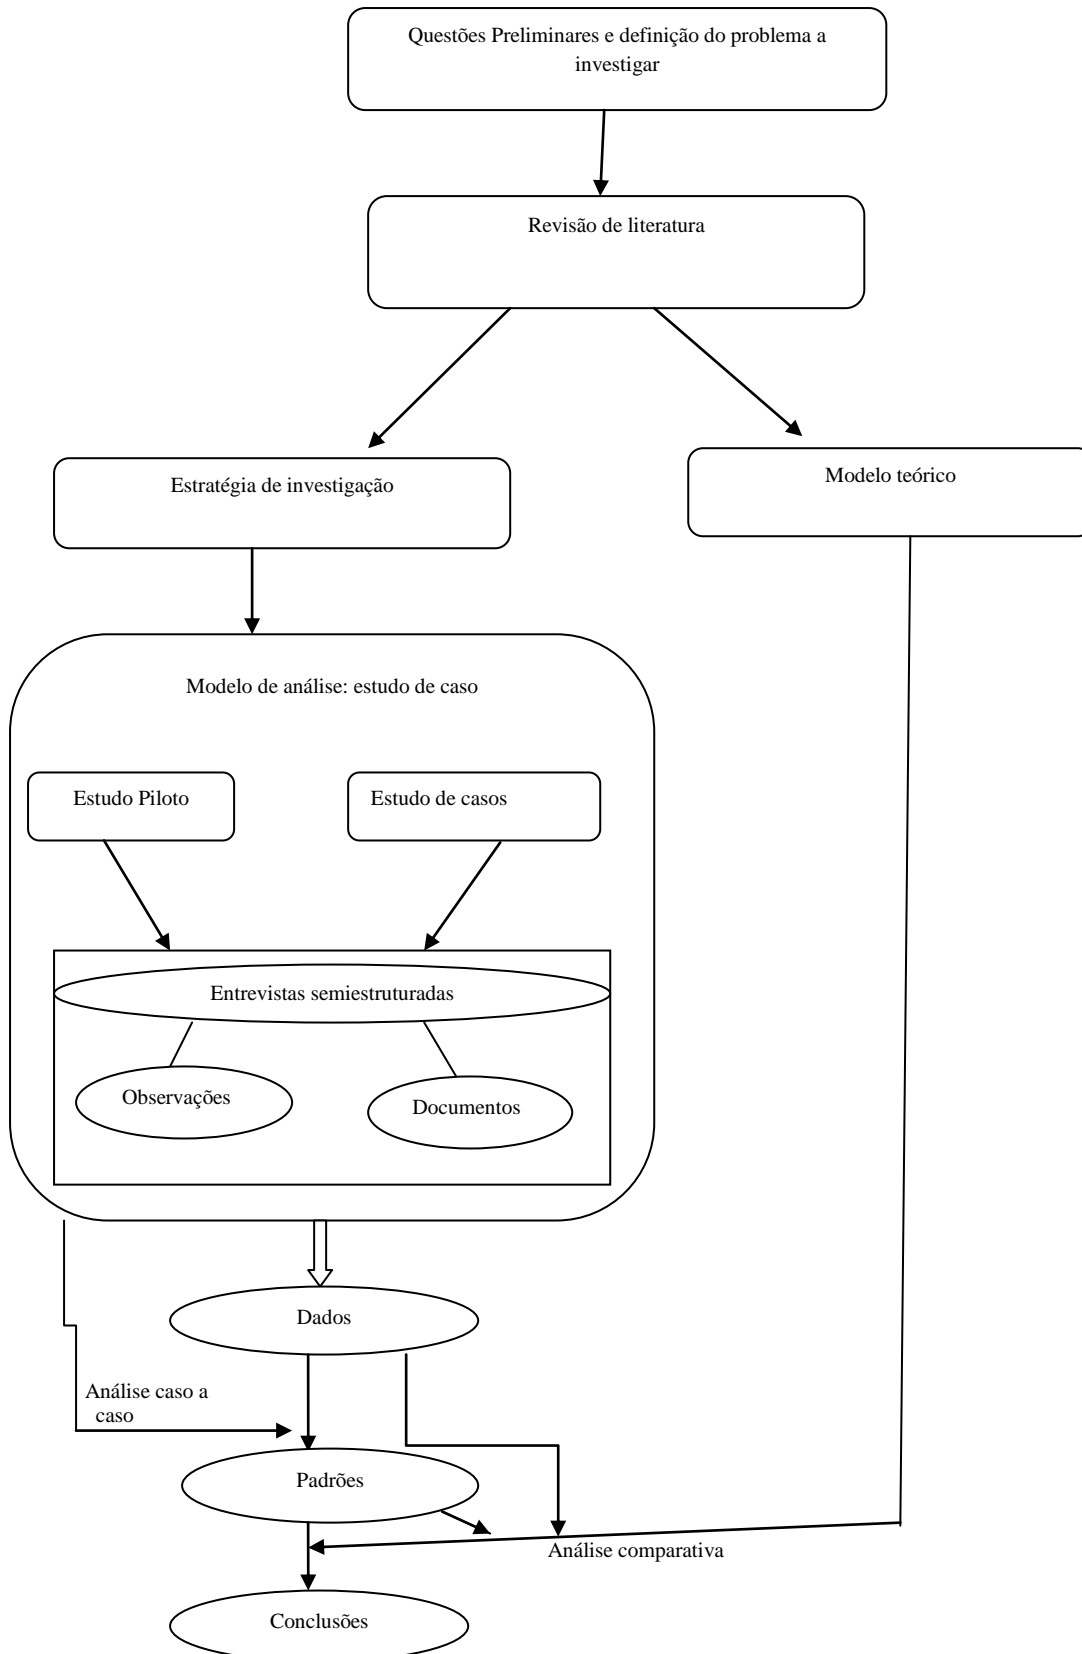 Questões Preliminares e definição do problema a
investigar
Revisão de literatura
Estratégia de investigação
Modelo teórico
Modelo de análise: estudo de caso
Estudo Piloto
Estudo de casos
Entrevistas semiestruturadas
Observações
Documentos
Dados
Análise caso a
caso
Padrões
Análise comparativa
Conclusões